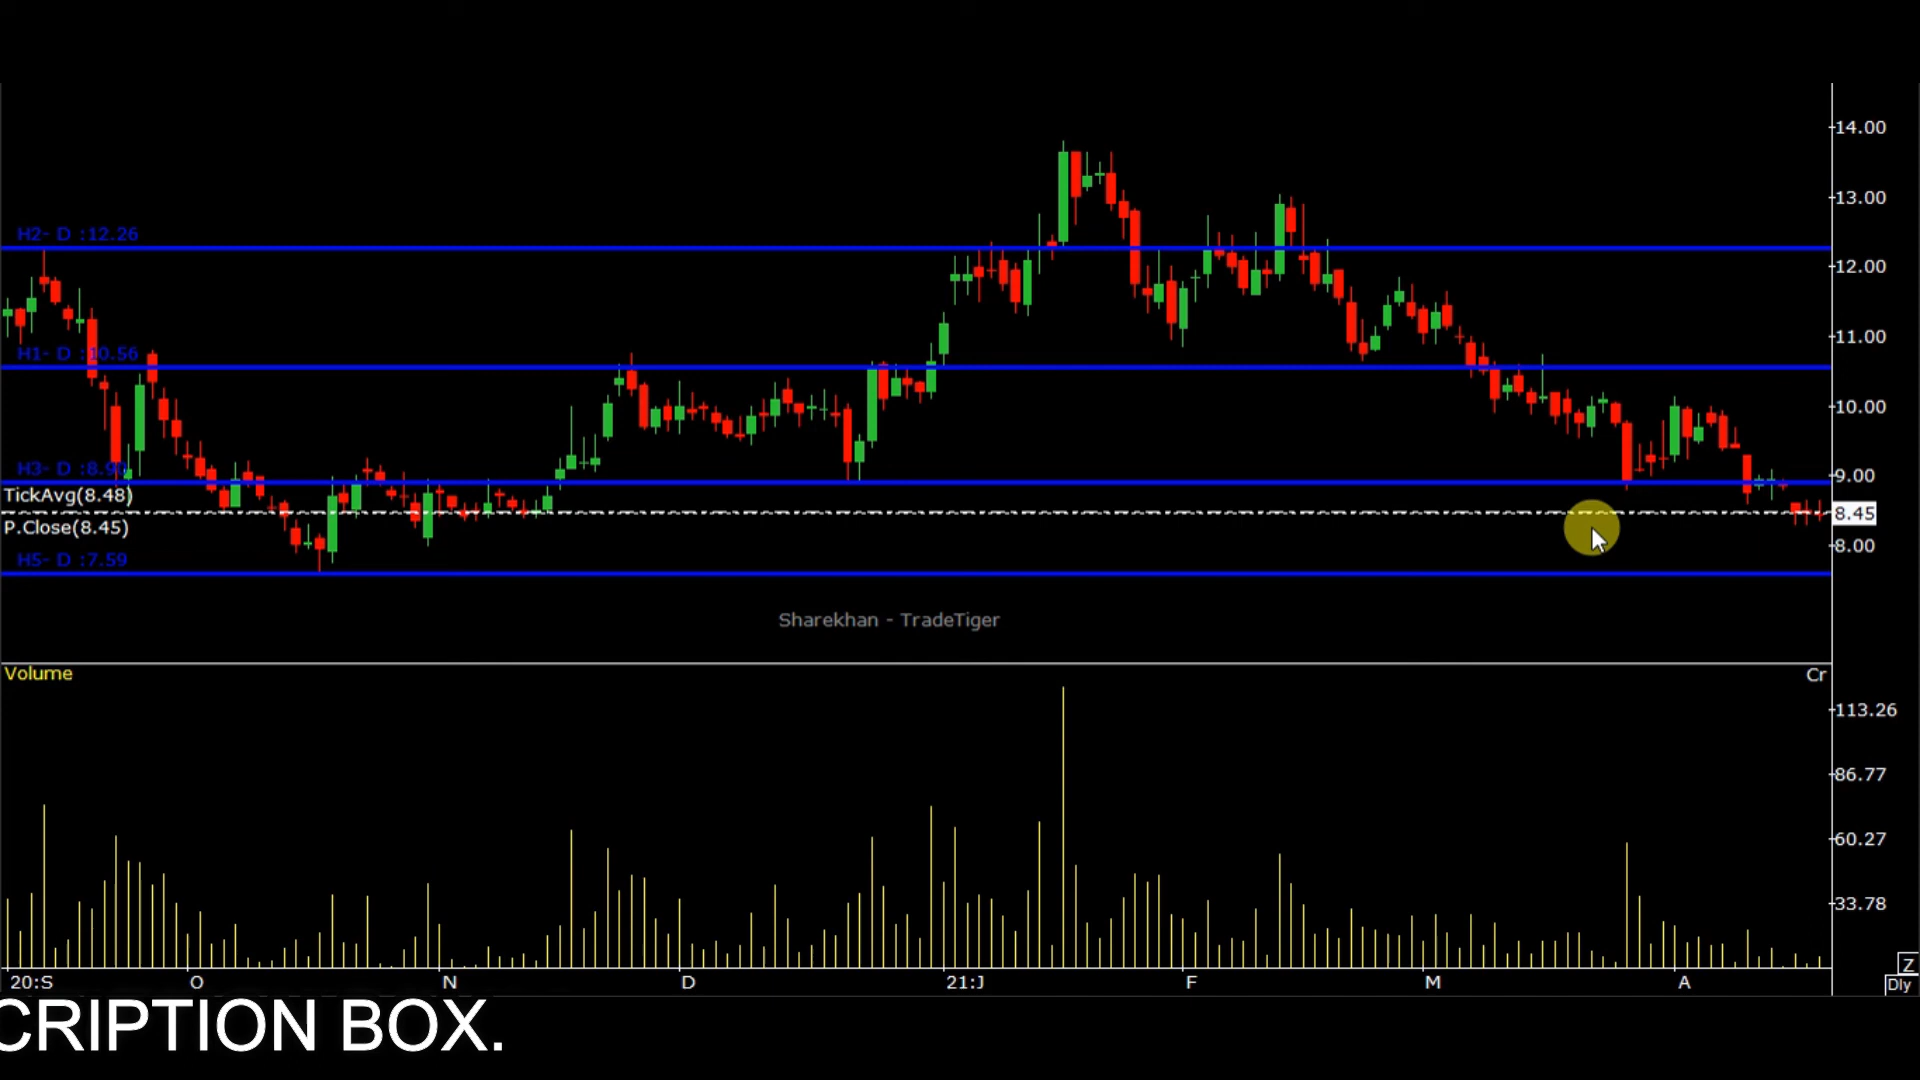 14.00
13.00
H2- D :12.26
12.00
11.00
H1- D :10.56
10.00
H3- D :8.90
9.00
TickAvg(8.48)
8.45
P.Close(8.45)
8.00
H5- D :7.59
Sharekhan - TradeTiger
Volume
Cr
113.26
86.77
60.27
33.78
Z
20:S O N D 21:J F M A
Dly
CRIPTION BOX.